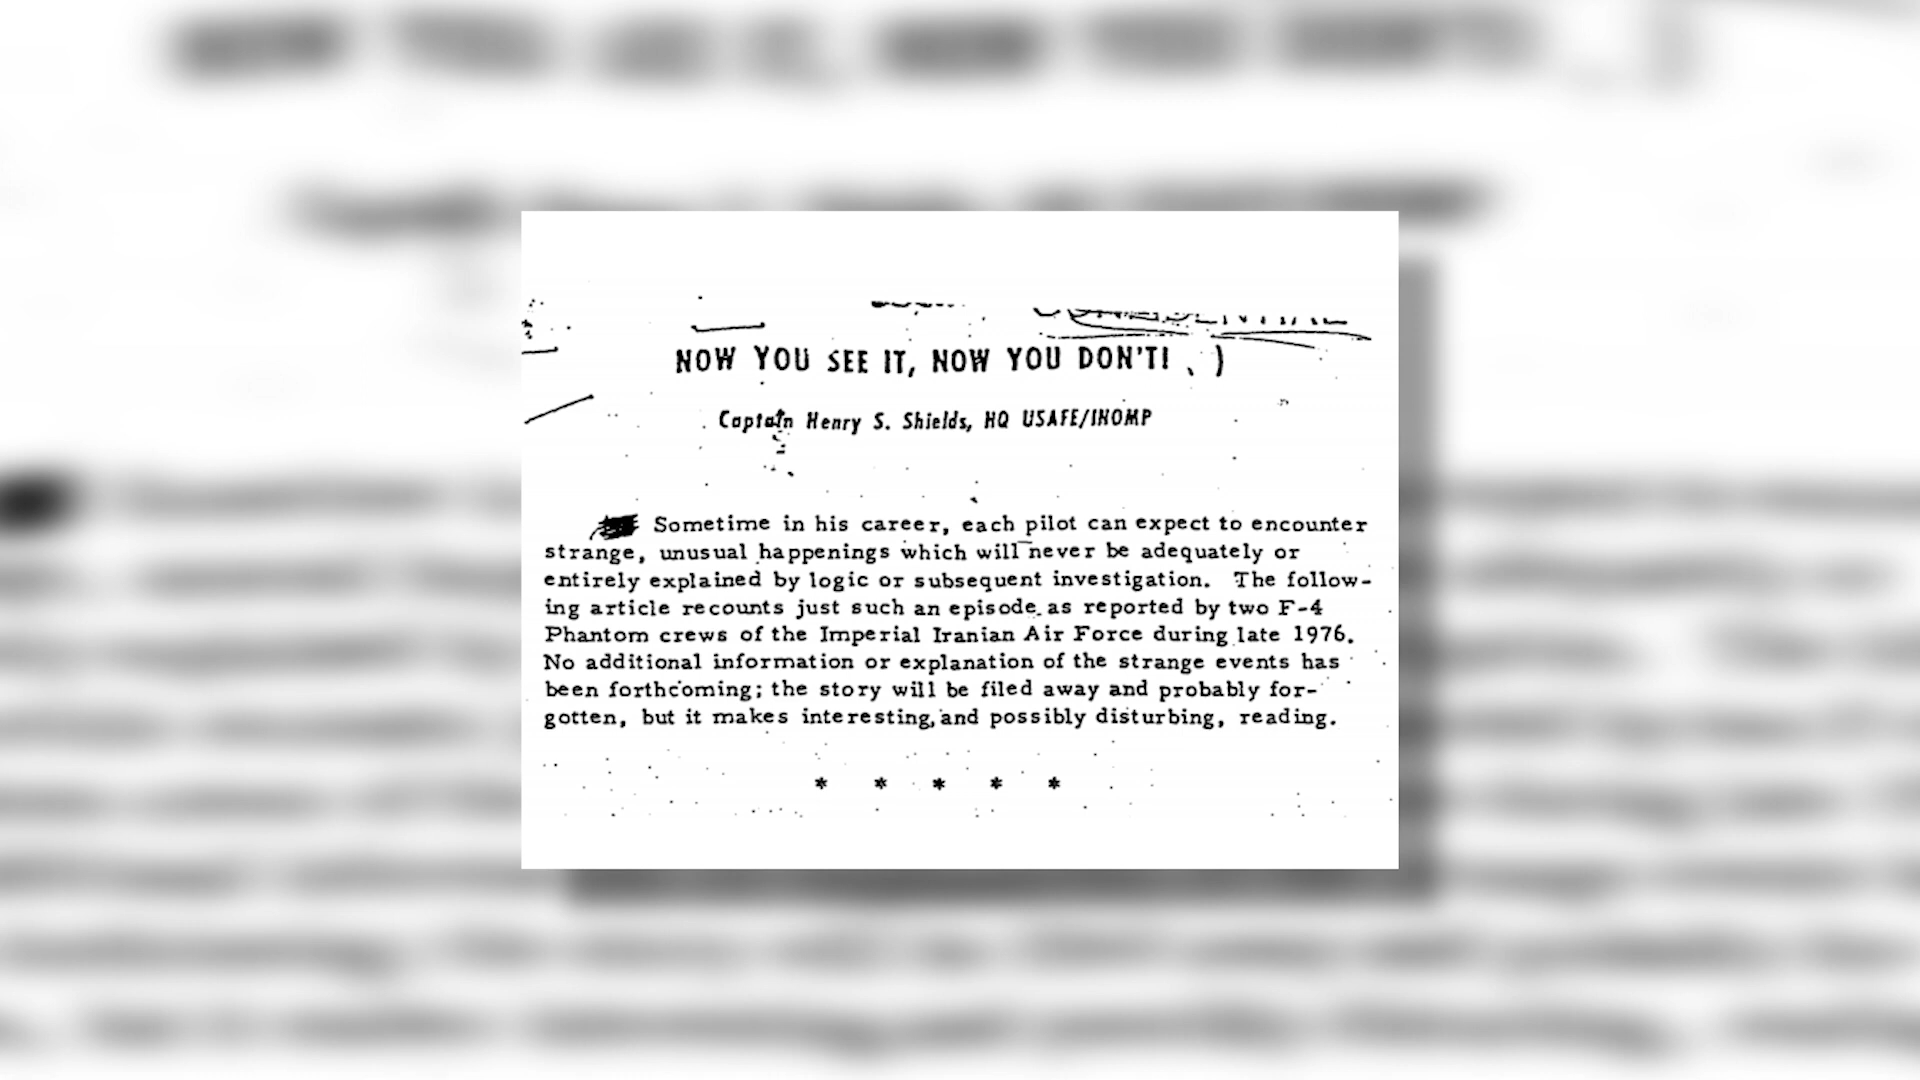 CONFIDENTIAL
NOW YOU SEE IT, NOW YOU DON'T!
Captain Henry S. Shields, HQ USAFE/INOMP
Sometime in his career, each pilot can expect to encounter
strange, unusual happenings which will never be adequately or
entirely explained by logic or subsequent investigation. The follow-
ing article recounts just such an episode as reported by two F-4
Phantom crews of the Imperial Iranian Air Force during late 1976.
No additional information or explanation of the strange events has
been forthcoming; the story will be filed away and probably for-
gotten, but it makes interesting, and possibly disturbing, reading.
* * * * *